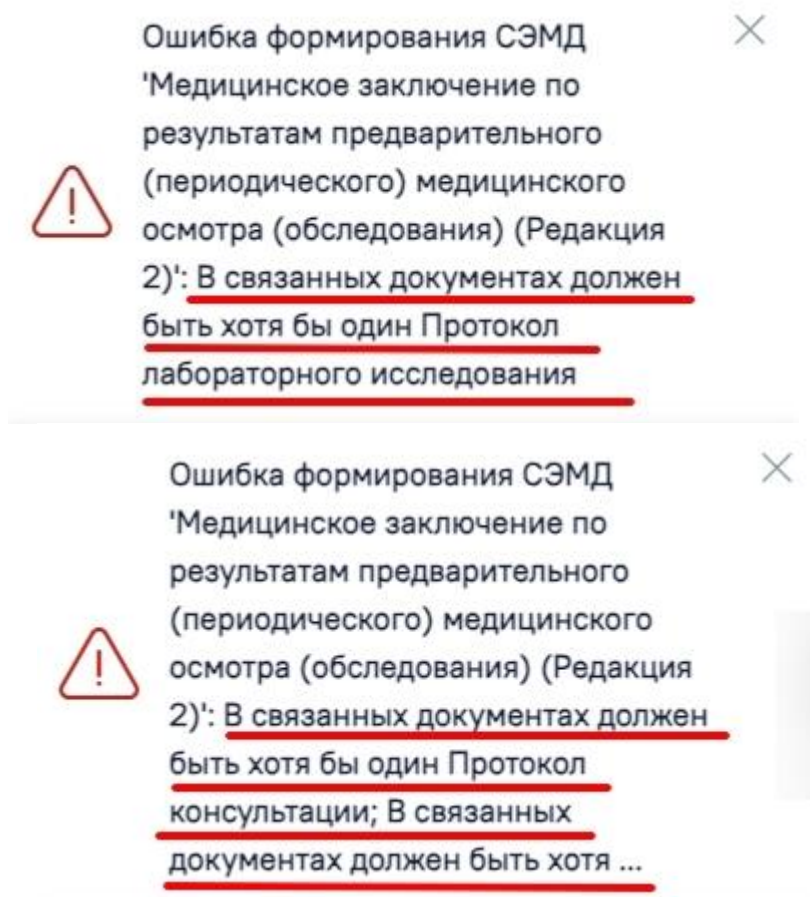 Ошибка формирования СЭМД
'Медицинское заключение по
результатам предварительного
(периодического) медицинского
осмотра (обследования) (Редакция
2)': В связанных документах должен
быть хотя бы один Протокол
лабораторного исследования
Ошибка формирования СЭМД
'Медицинское заключение по
результатам предварительного
(периодического) медицинского
осмотра (обследования) (Редакция
2)': В связанных документах должен
быть хотя бы один Протокол
консультации; В связанных
документах должен быть хотя ...